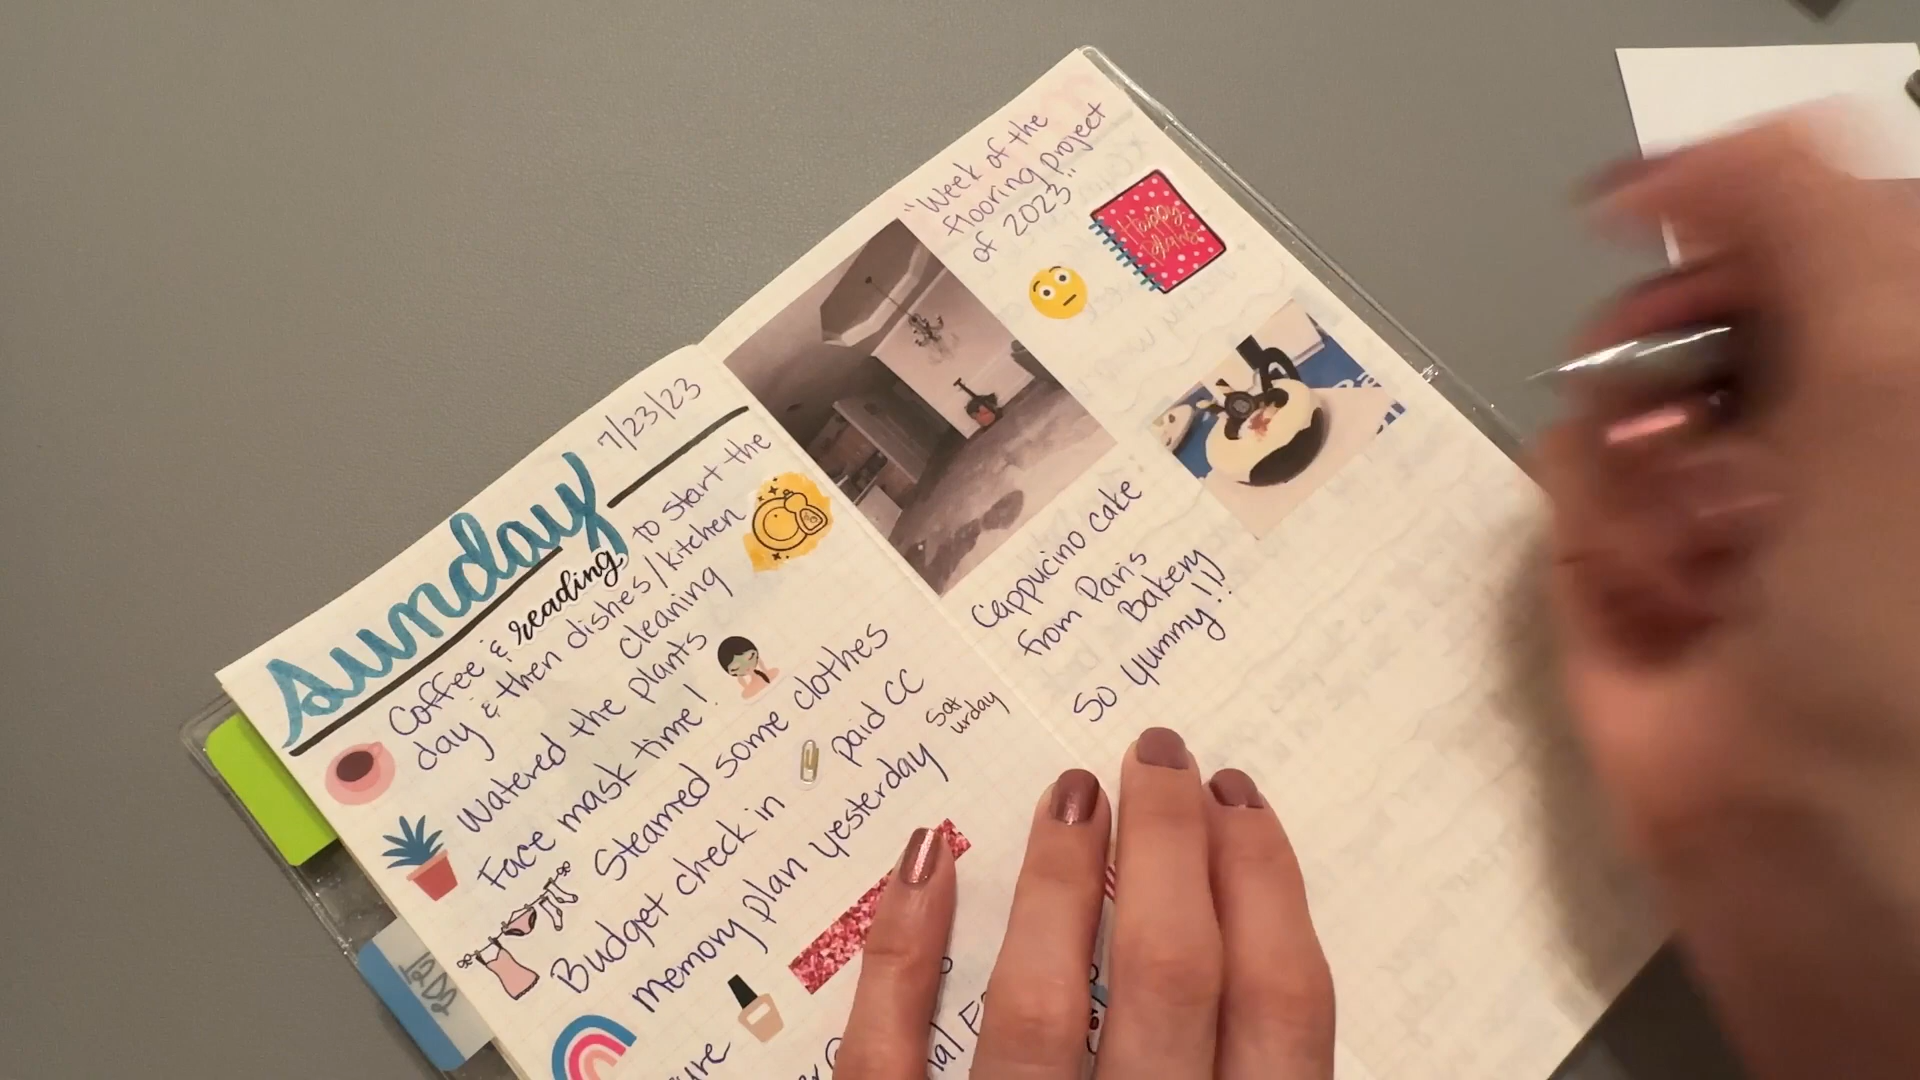 Sunday 7/23/23
Coffee & reading to start the
day & then dishes/kitchen
cleaning
Watered the plants
Face mask time!
Steamed some clothes
Budget check in paid CC
memory plan yesterday
Sat
urday
"Week of the
flooring project
of 2023"
Happy
Plans
Cappucino cake
from Paris
Bakery
So yummy!!